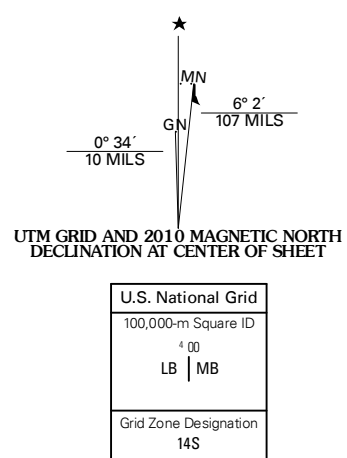 ★
MN
GN
6° 2´
107 MILS
0° 34´
10 MILS
UTM GRID AND 2010 MAGNETIC NORTH
DECLINATION AT CENTER OF SHEET
U.S. National Grid
100,000-m Square ID
4 00
LB | MB
Grid Zone Designation
14S